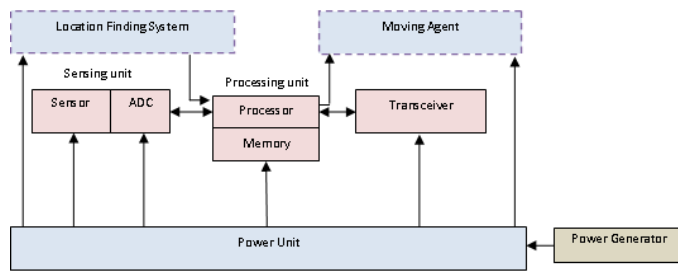 Location Finding System
Moving Agent
Sensing unit
Processing unit
Sensor
ADC
Processor
Transceiver
Memory
Power Unit
Power Generator